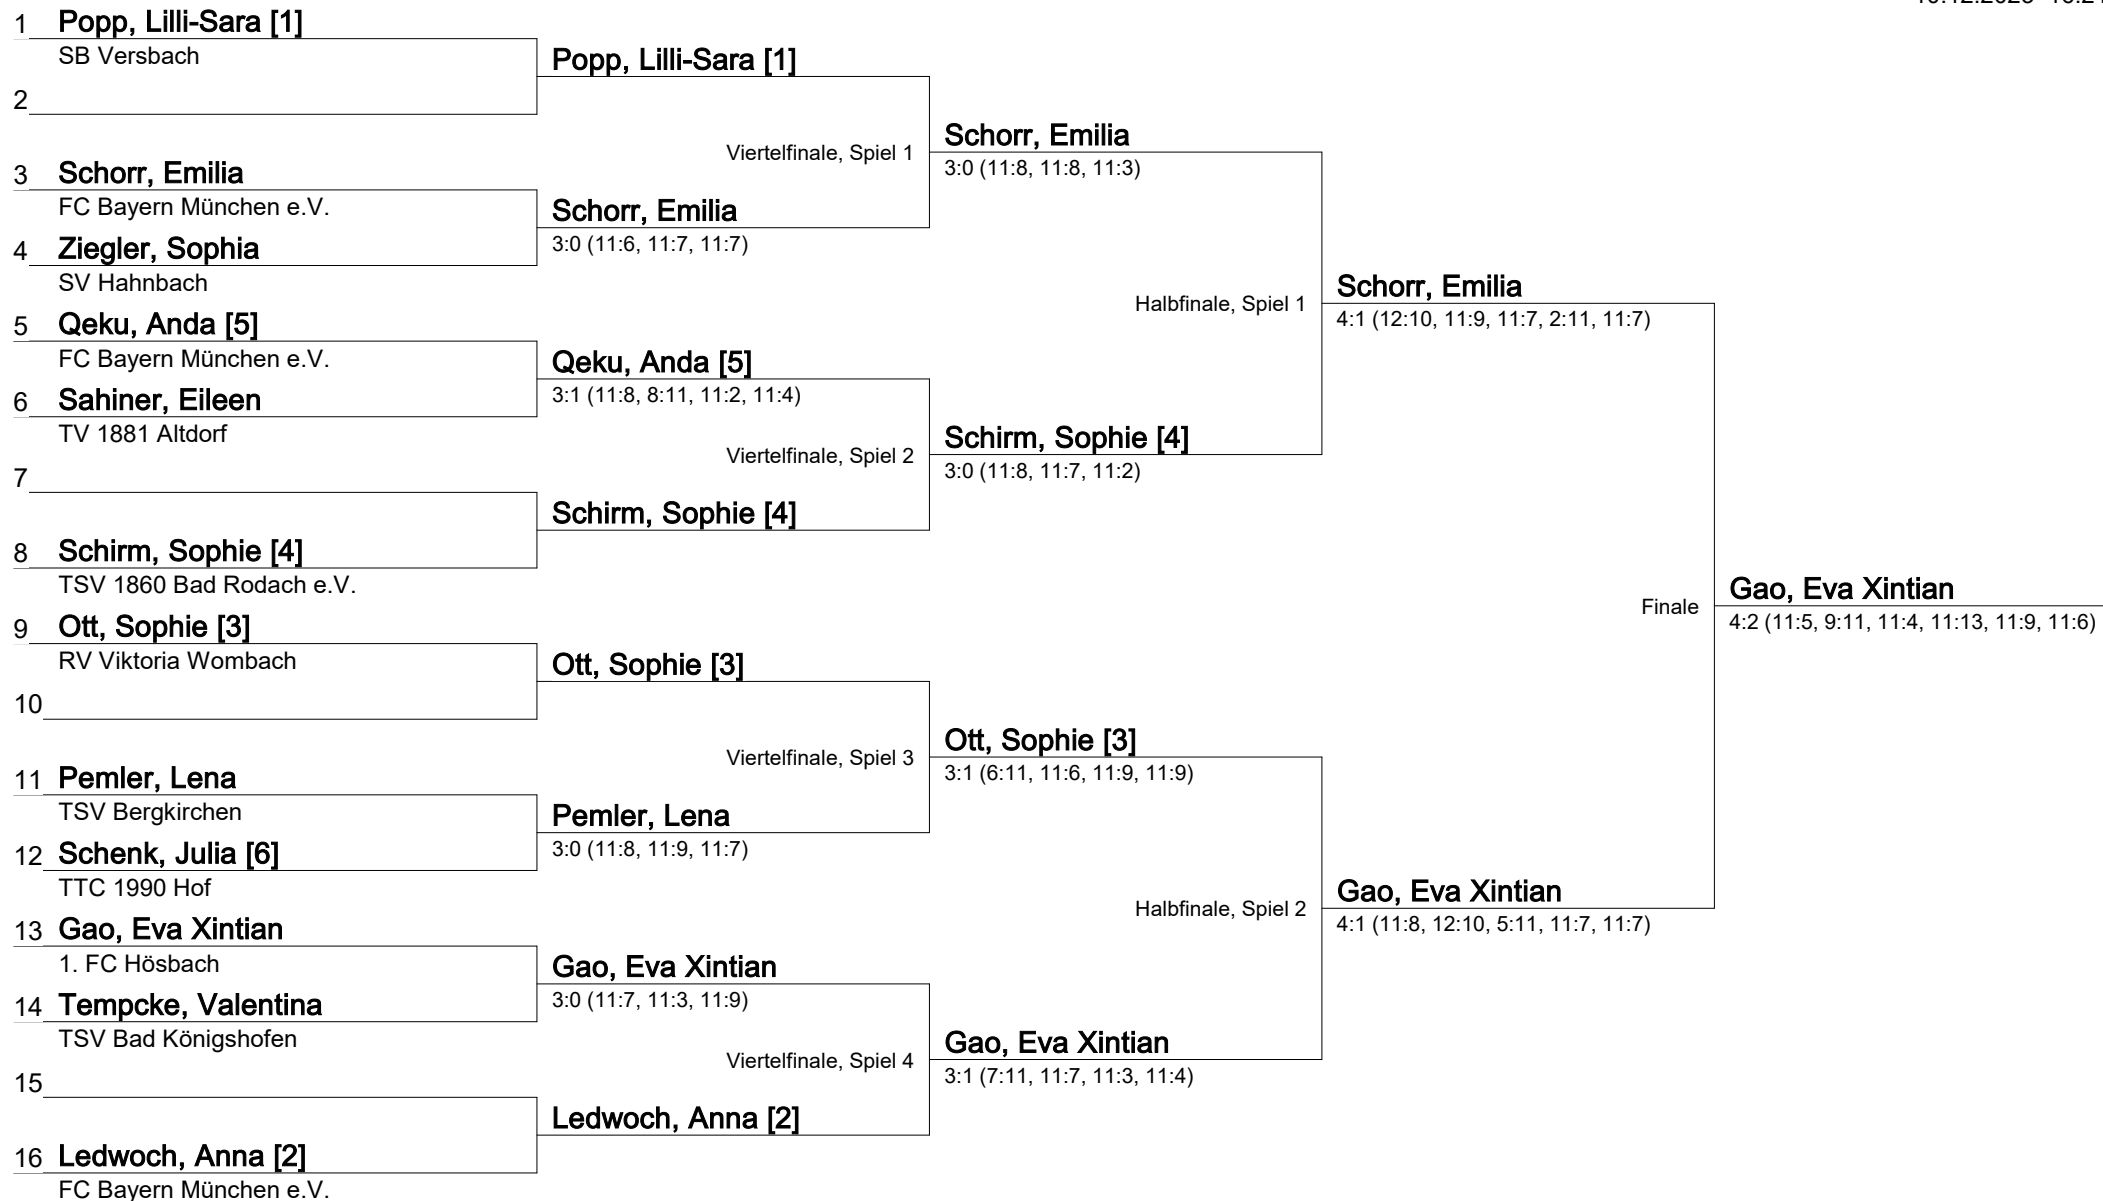 1 Popp, Lilli-Sara [1]
SB Versbach
Popp, Lilli-Sara [1]
2
Viertelfinale, Spiel 1
Schorr, Emilia
3:0 (11:8, 11:8, 11:3)
3 Schorr, Emilia
FC Bayern München e.V.
Schorr, Emilia
3:0 (11:6, 11:7, 11:7)
4 Ziegler, Sophia
SV Hahnbach
Halbfinale, Spiel 1
Schorr, Emilia
4:1 (12:10, 11:9, 11:7, 2:11, 11:7)
5 Qeku, Anda [5]
FC Bayern München e.V.
Qeku, Anda [5]
3:1 (11:8, 8:11, 11:2, 11:4)
6 Sahiner, Eileen
TV 1881 Altdorf
Viertelfinale, Spiel 2
Schirm, Sophie [4]
3:0 (11:8, 11:7, 11:2)
7
Schirm, Sophie [4]
8 Schirm, Sophie [4]
TSV 1860 Bad Rodach e.V.
Finale
Gao, Eva Xintian
4:2 (11:5, 9:11, 11:4, 11:13, 11:9, 11:6)
9 Ott, Sophie [3]
RV Viktoria Wombach
Ott, Sophie [3]
10
Viertelfinale, Spiel 3
Ott, Sophie [3]
3:1 (6:11, 11:6, 11:9, 11:9)
11 Pemler, Lena
TSV Bergkirchen
Pemler, Lena
3:0 (11:8, 11:9, 11:7)
12 Schenk, Julia [6]
TTC 1990 Hof
Halbfinale, Spiel 2
Gao, Eva Xintian
4:1 (11:8, 12:10, 5:11, 11:7, 11:7)
13 Gao, Eva Xintian
1. FC Hösbach
Gao, Eva Xintian
3:0 (11:7, 11:3, 11:9)
14 Tempcke, Valentina
TSV Bad Königshofen
Viertelfinale, Spiel 4
Gao, Eva Xintian
3:1 (7:11, 11:7, 11:3, 11:4)
15
Ledwoch, Anna [2]
16 Ledwoch, Anna [2]
FC Bayern München e.V.